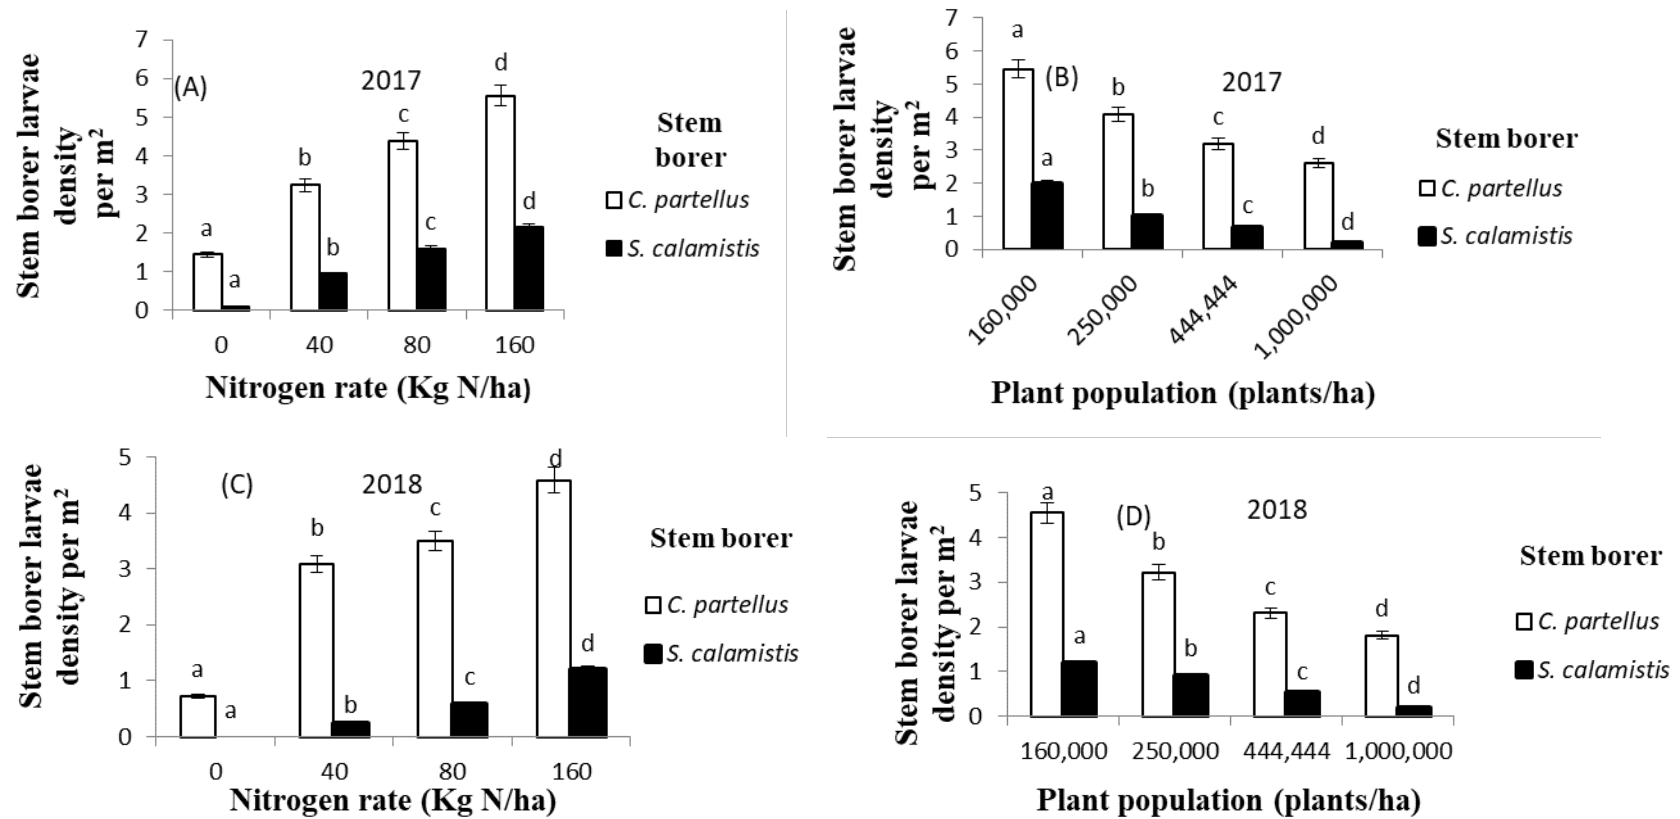 Stem borer larvae
density
per m²
7
6
5
4
3
2
1
0
(A)
2017
a
a
b
b
c
c
d
d
0
40
80
160
Nitrogen rate (Kg N/ha)
Stem
borer
C. partellus
S. calamistis
Stem borer larvae
density
per m²
7
6
5
4
3
2
1
0
(B)
2017
a
a
b
b
c
c
d
d
160,000
250,000
444,444
1,000,000
Plant population (plants/ha)
Stem borer
C. partellus
S. calamistis
Stem borer larvae
density per m²
5
4
3
2
1
0
(C)
2018
a
a
b
b
c
c
d
d
0
40
80
160
Nitrogen rate (Kg N/ha)
Stem borer
C. partellus
S. calamistis
Stem borer larvae
density per m²
5
4
3
2
1
0
(D)
2018
a
a
b
b
c
c
d
d
160,000
250,000
444,444
1,000,000
Plant population (plants/ha)
Stem borer
C. partellus
S. calamistis